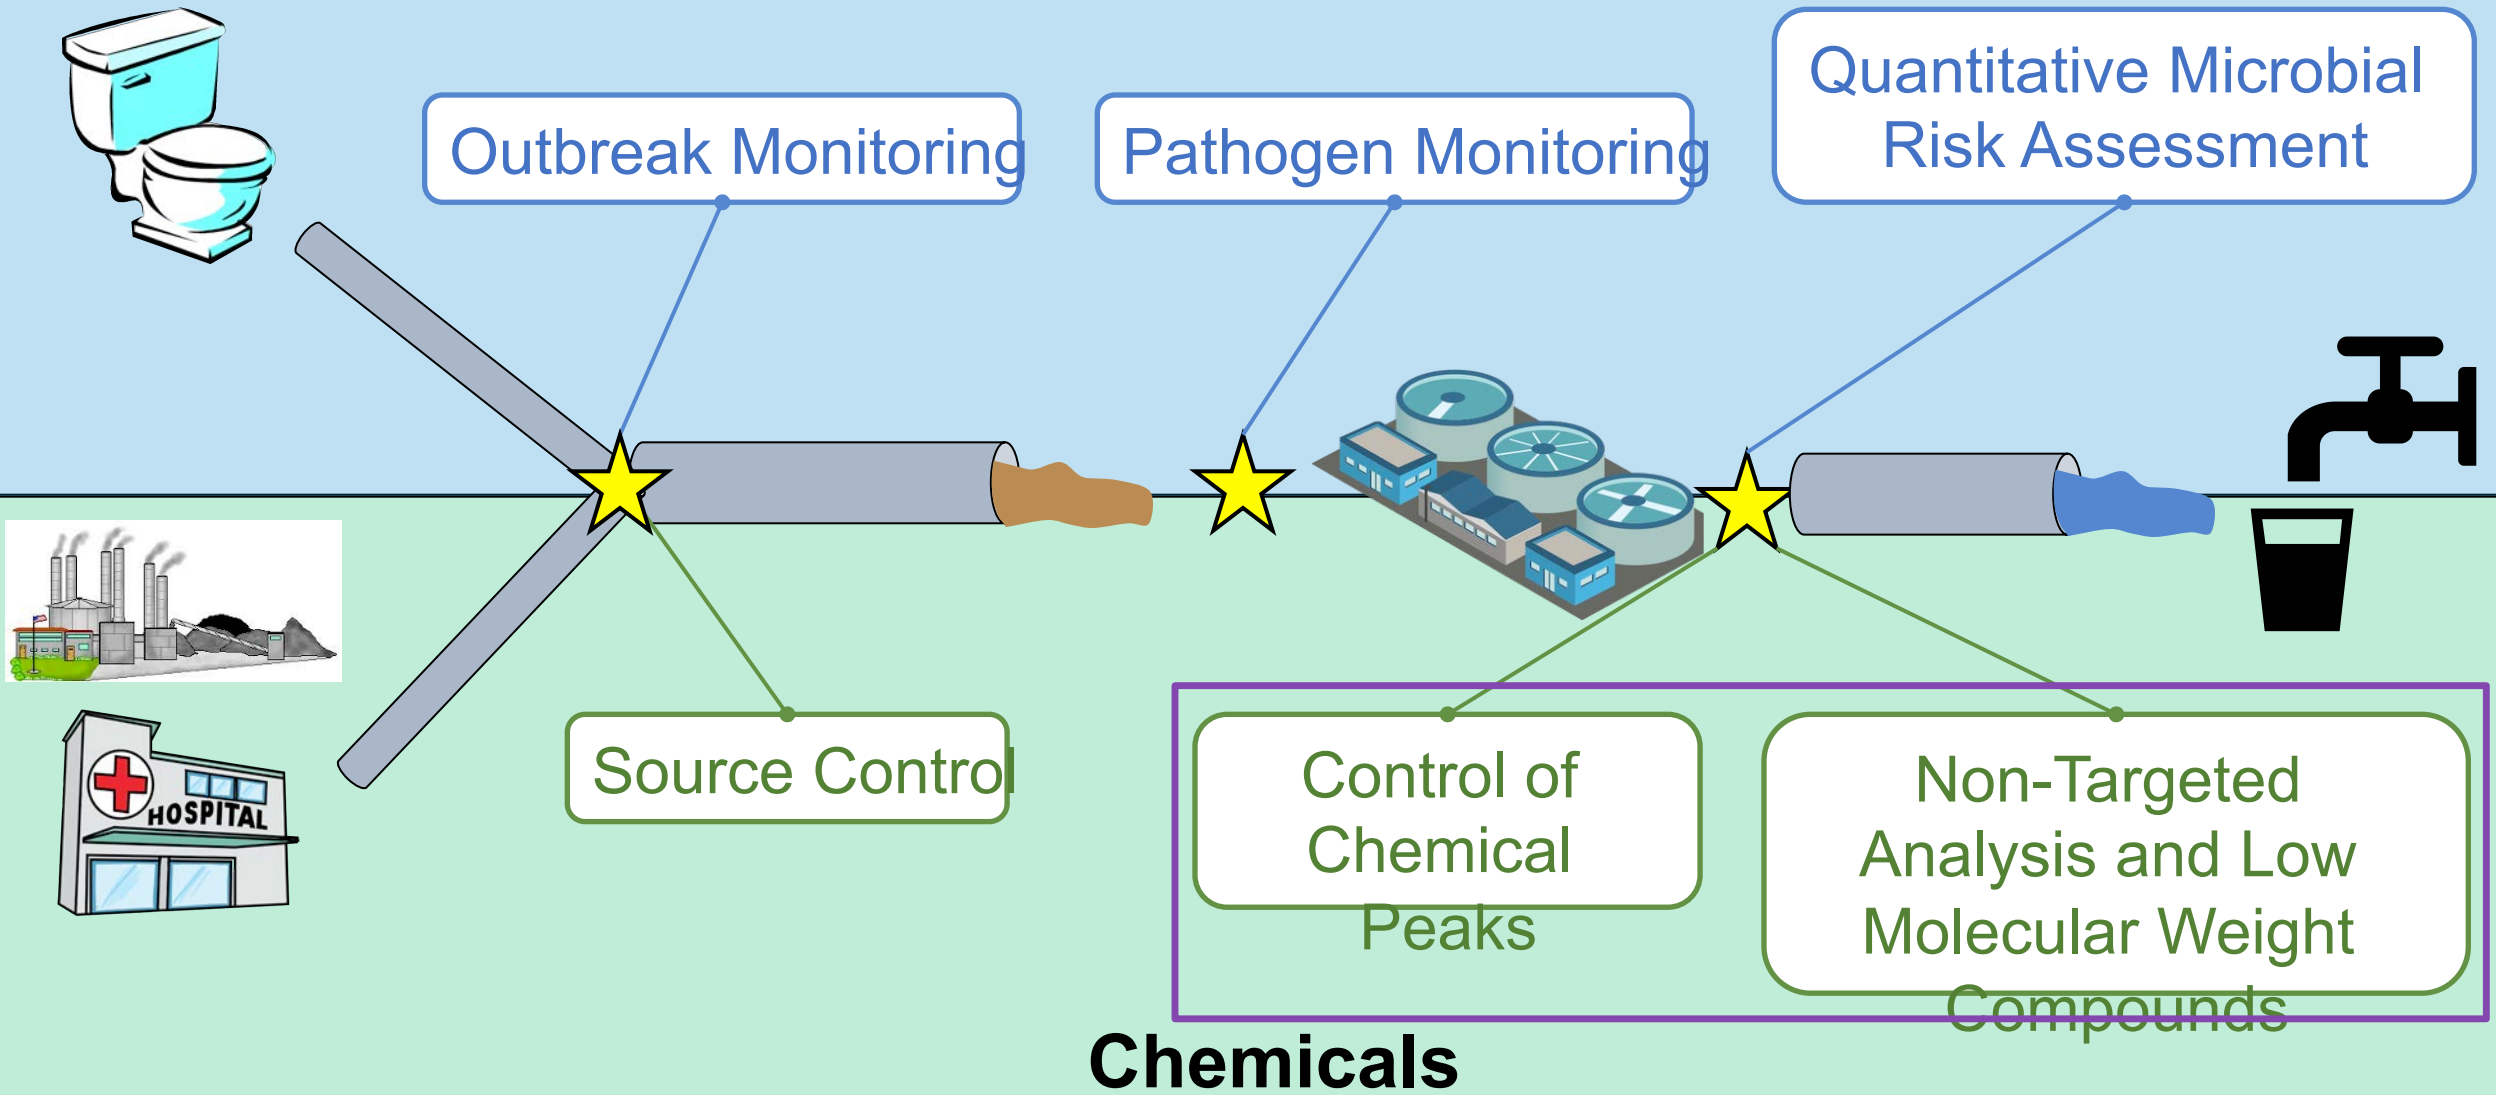 Outbreak Monitoring
Pathogen Monitoring
Quantitative Microbial
Risk Assessment
HOSPITAL
Source Control
Control of
Chemical
Peaks
Non-Targeted
Analysis and Low
Molecular Weight
Compounds
Chemicals